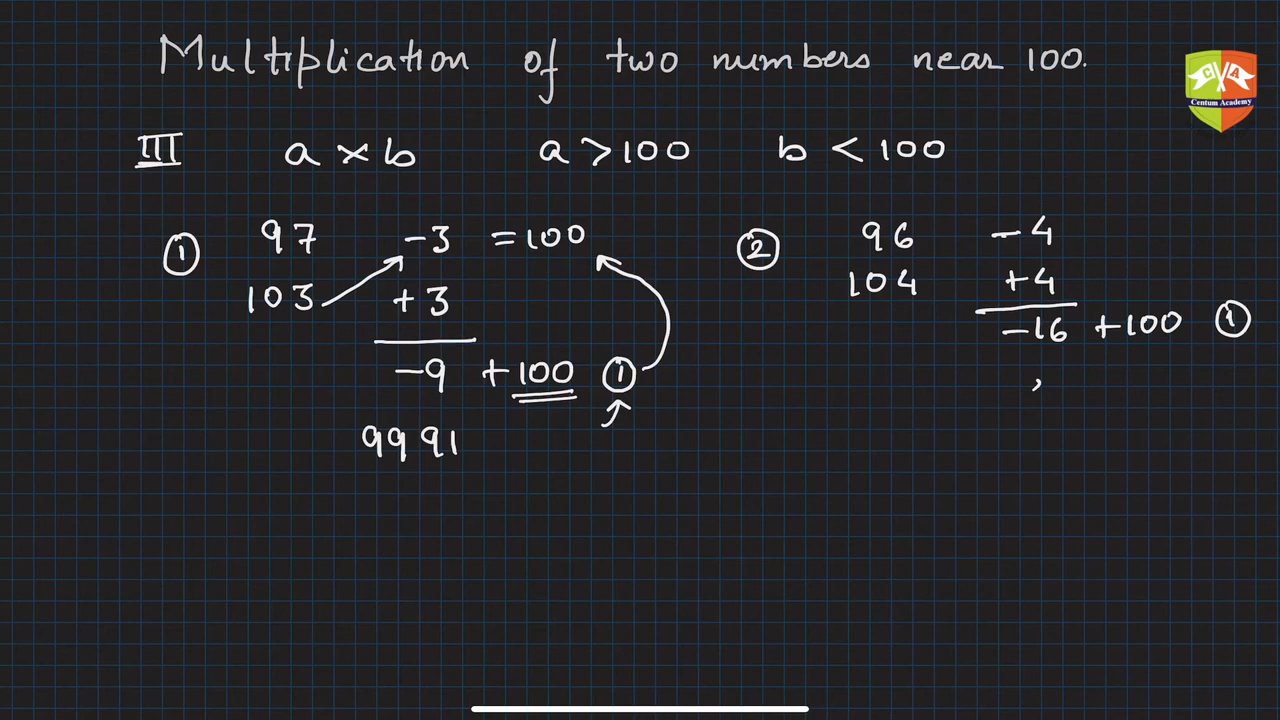 Multiplication of two numbers near 100.
CA
Centum Academy
III a × b a > 100 b < 100
① 97 -3 = 100
103 + 3
-9 + 100 ①
9991
② 96 -4
104 +4
-16 +100 ①
,